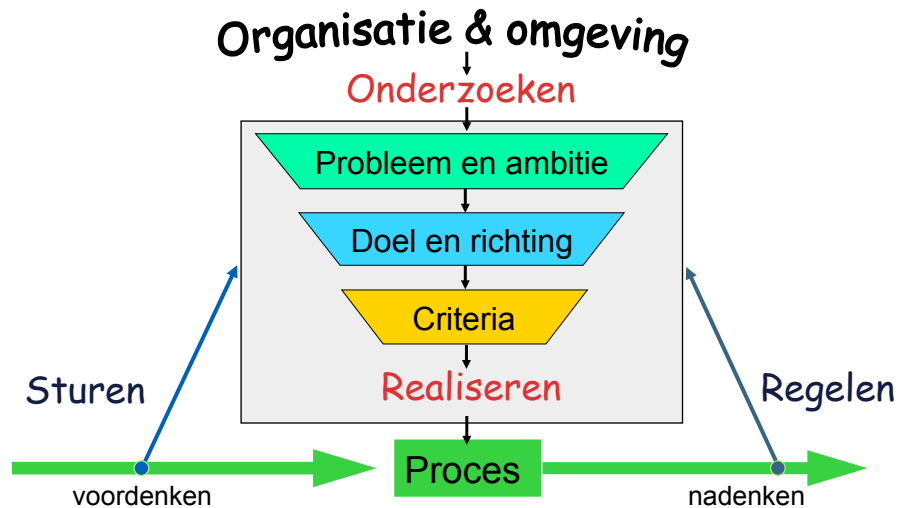 Organisatie & omgeving
Onderzoeken
Probleem en ambitie
Doel en richting
Criteria
Realiseren
Sturen
Regelen
Proces
voordenken
nadenken